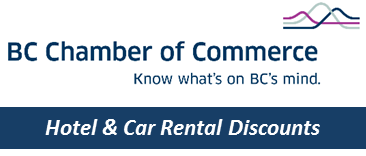 BC Chamber of Commerce
Know what's on BC's mind.
Hotel & Car Rental Discounts